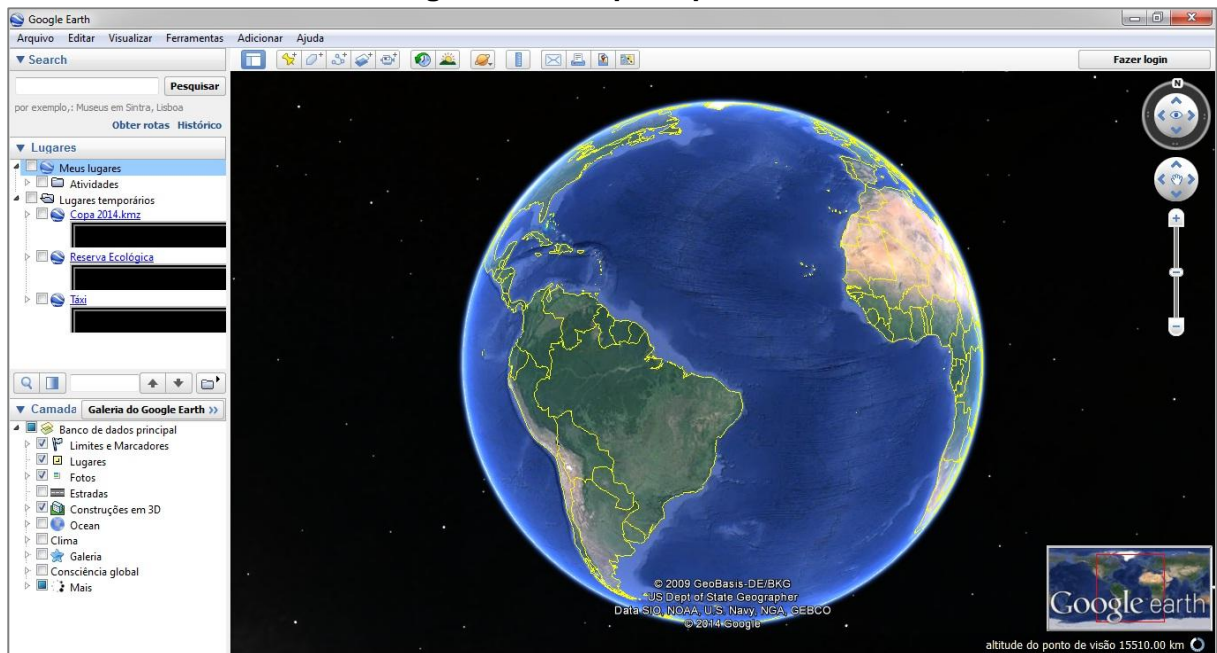 Google Earth
Arquivo Editar Visualizar Ferramentas Adicionar Ajuda
Search
Pesquisar
por exemplo,: Museus em Sintra, Lisboa
Obter rotas Histórico
Lugares
Meus lugares
Atividades
Lugares temporários
Copa 2014.kmz
Reserva Ecológica
Táxi
Camada Galeria do Google Earth >>
Banco de dados principal
Limites e Marcadores
Lugares
Fotos
Estradas
Construções em 3D
Ocean
Clima
Galeria
Consciência global
Mais
Fazer login
N
© 2009 GeoBasis-DE/BKG
US Dept of State Geographer
Data SIO, NOAA, U.S. Navy, NGA, GEBCO
© 2014 Google
Google earth
altitude do ponto de visão 15510.00 km